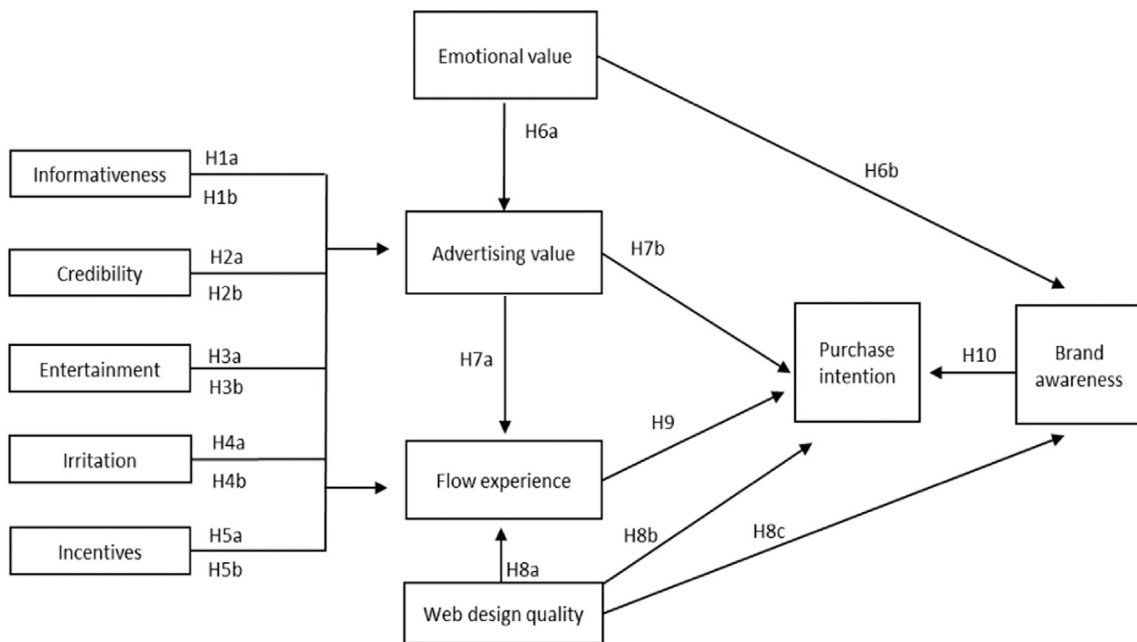 Emotional value
H6a
H6b
Informativeness
H1a
H1b
Credibility
H2a
H2b
Entertainment
H3a
H3b
Irritation
H4a
H4b
Incentives
H5a
H5b
Advertising value
H7b
H7a
Flow experience
H9
H8a
Web design quality
H8b
H8c
Purchase
intention
H10
Brand
awareness